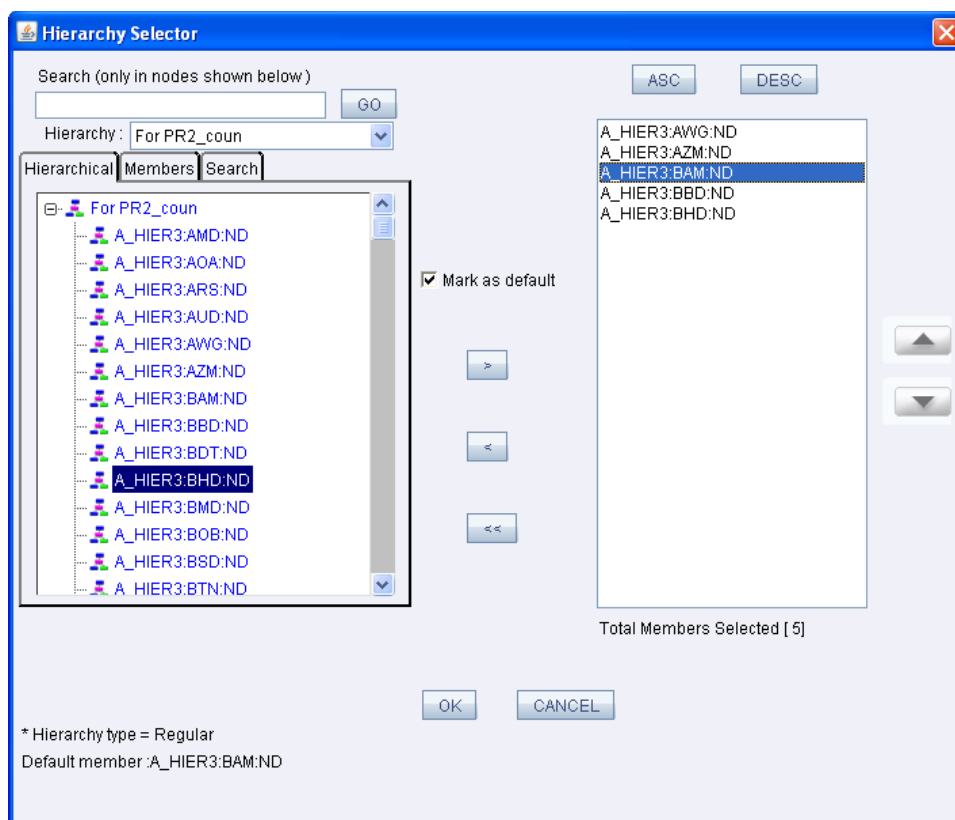 Hierarchy Selector
Search (only in nodes shown below )
GO
Hierarchy : For PR2_coun
Hierarchical Members Search
For PR2_coun
A_HIER3:AMD:ND
A_HIER3:AOA:ND
A_HIER3:ARS:ND
A_HIER3:AUD:ND
A_HIER3:AWG:ND
A_HIER3:AZM:ND
A_HIER3:BAM:ND
A_HIER3:BBD:ND
A_HIER3:BDT:ND
A_HIER3:BHD:ND
A_HIER3:BMD:ND
A_HIER3:BOB:ND
A_HIER3:BSD:ND
A_HIER3:BTN:ND
Mark as default
>
<
<<
ASC DESC
A_HIER3:AWG:ND
A_HIER3:AZM:ND
A_HIER3:BAM:ND
A_HIER3:BBD:ND
A_HIER3:BHD:ND
Total Members Selected [ 5]
OK CANCEL
* Hierarchy type = Regular
Default member :A_HIER3:BAM:ND